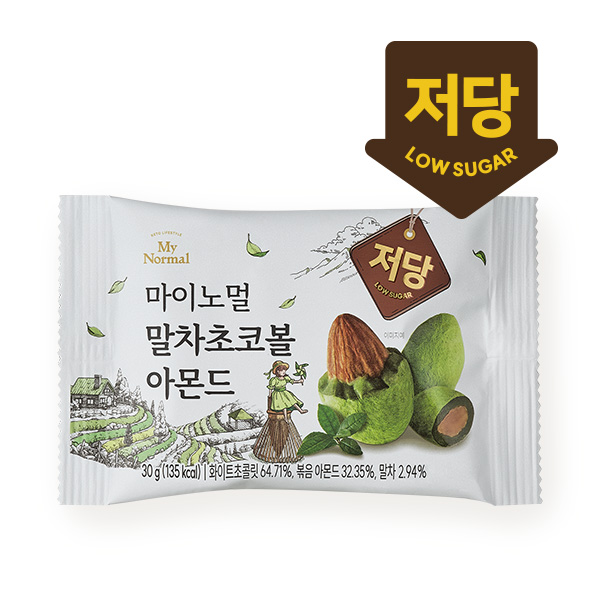 저당
LOW SUGAR
KETO LIFESTYLE
My
Normal
저당
LOW SUGAR
마이노멀
말차초코볼
아몬드
이미지예
30 g (135 kcal) | 화이트초콜릿 64.71%, 볶음 아몬드 32.35%, 말차 2.94%